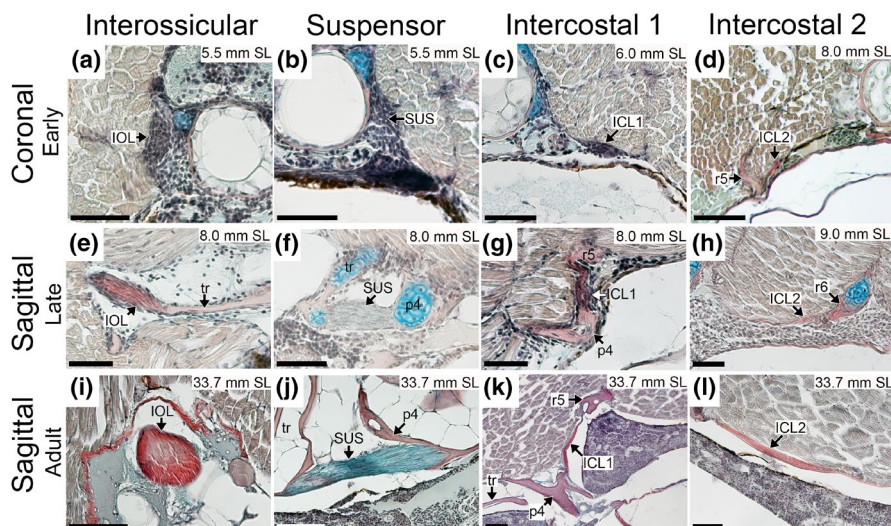 Interossicular Suspensor Intercostal 1 Intercostal 2
Coronal
Early
(a) 5.5 mm SL
IOL
(b) 5.5 mm SL
SUS
(c) 6.0 mm SL
ICL1
(d) 8.0 mm SL
ICL2
r5
Sagittal
Late
(e) 8.0 mm SL
tr
IOL
(f) 8.0 mm SL
tr
SUS
p4
(g) 8.0 mm SL
r5
ICL1
p4
(h) 9.0 mm SL
r6
ICL2
Sagittal
Adult
(i) 33.7 mm SL
IOL
(j) 33.7 mm SL
p4
tr
SUS
(k) 33.7 mm SL
r5
ICL1
tr
p4
(l) 33.7 mm SL
ICL2